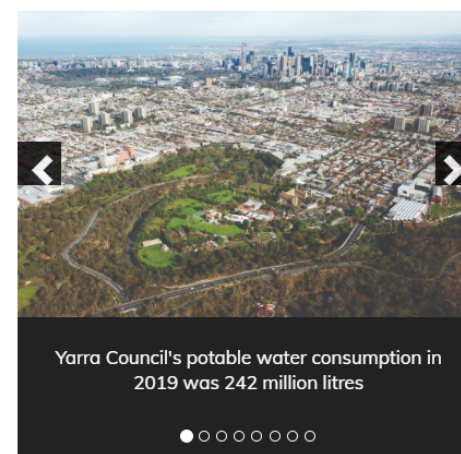 Yarra Council's potable water consumption in
2019 was 242 million litres